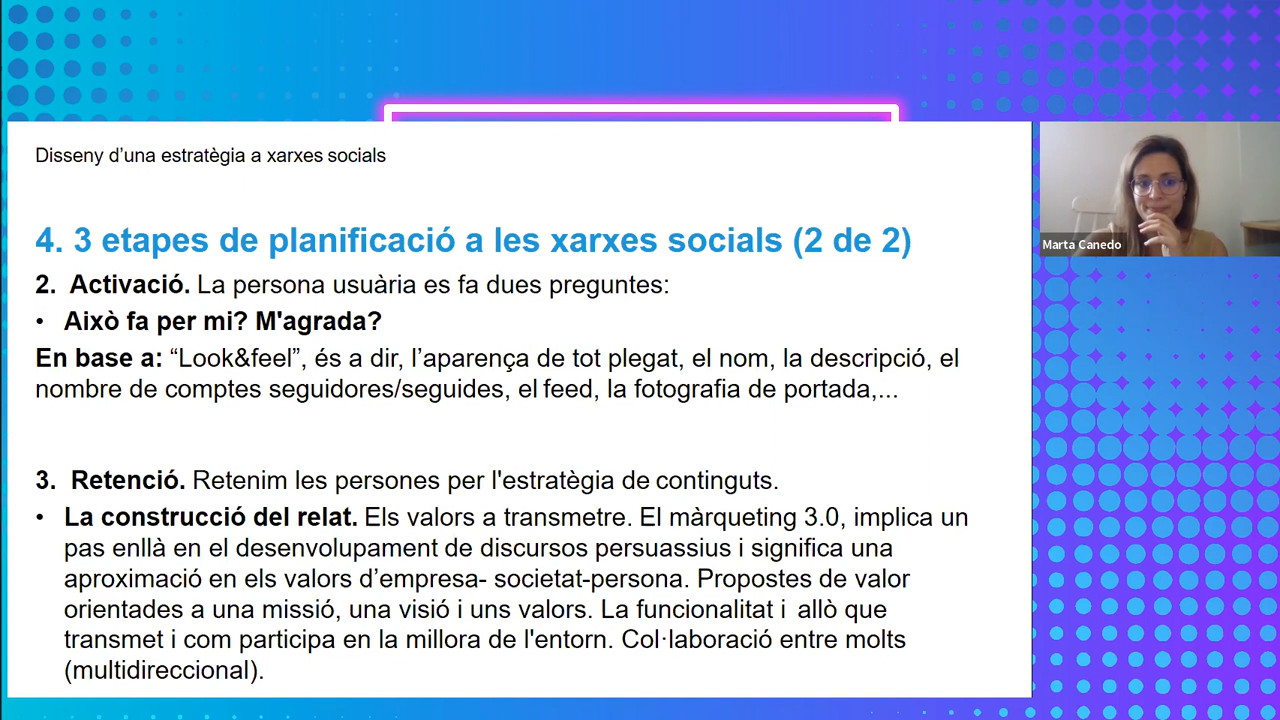 Disseny d’una estratègia a xarxes socials
4. 3 etapes de planificació a les xarxes socials (2 de 2)
2. Activació. La persona usuària es fa dues preguntes:
• Això fa per mi? M'agrada?
En base a: “Look&feel”, és a dir, l’aparença de tot plegat, el nom, la descripció, el
nombre de comptes seguidores/seguides, el feed, la fotografia de portada,...
3. Retenció. Retenim les persones per l'estratègia de continguts.
• La construcció del relat. Els valors a transmetre. El màrqueting 3.0, implica un
pas enllà en el desenvolupament de discursos persuassius i significa una
aproximació en els valors d’empresa- societat-persona. Propostes de valor
orientades a una missió, una visió i uns valors. La funcionalitat i allò que
transmet i com participa en la millora de l'entorn. Col·laboració entre molts
(multidireccional).
Marta Canedo